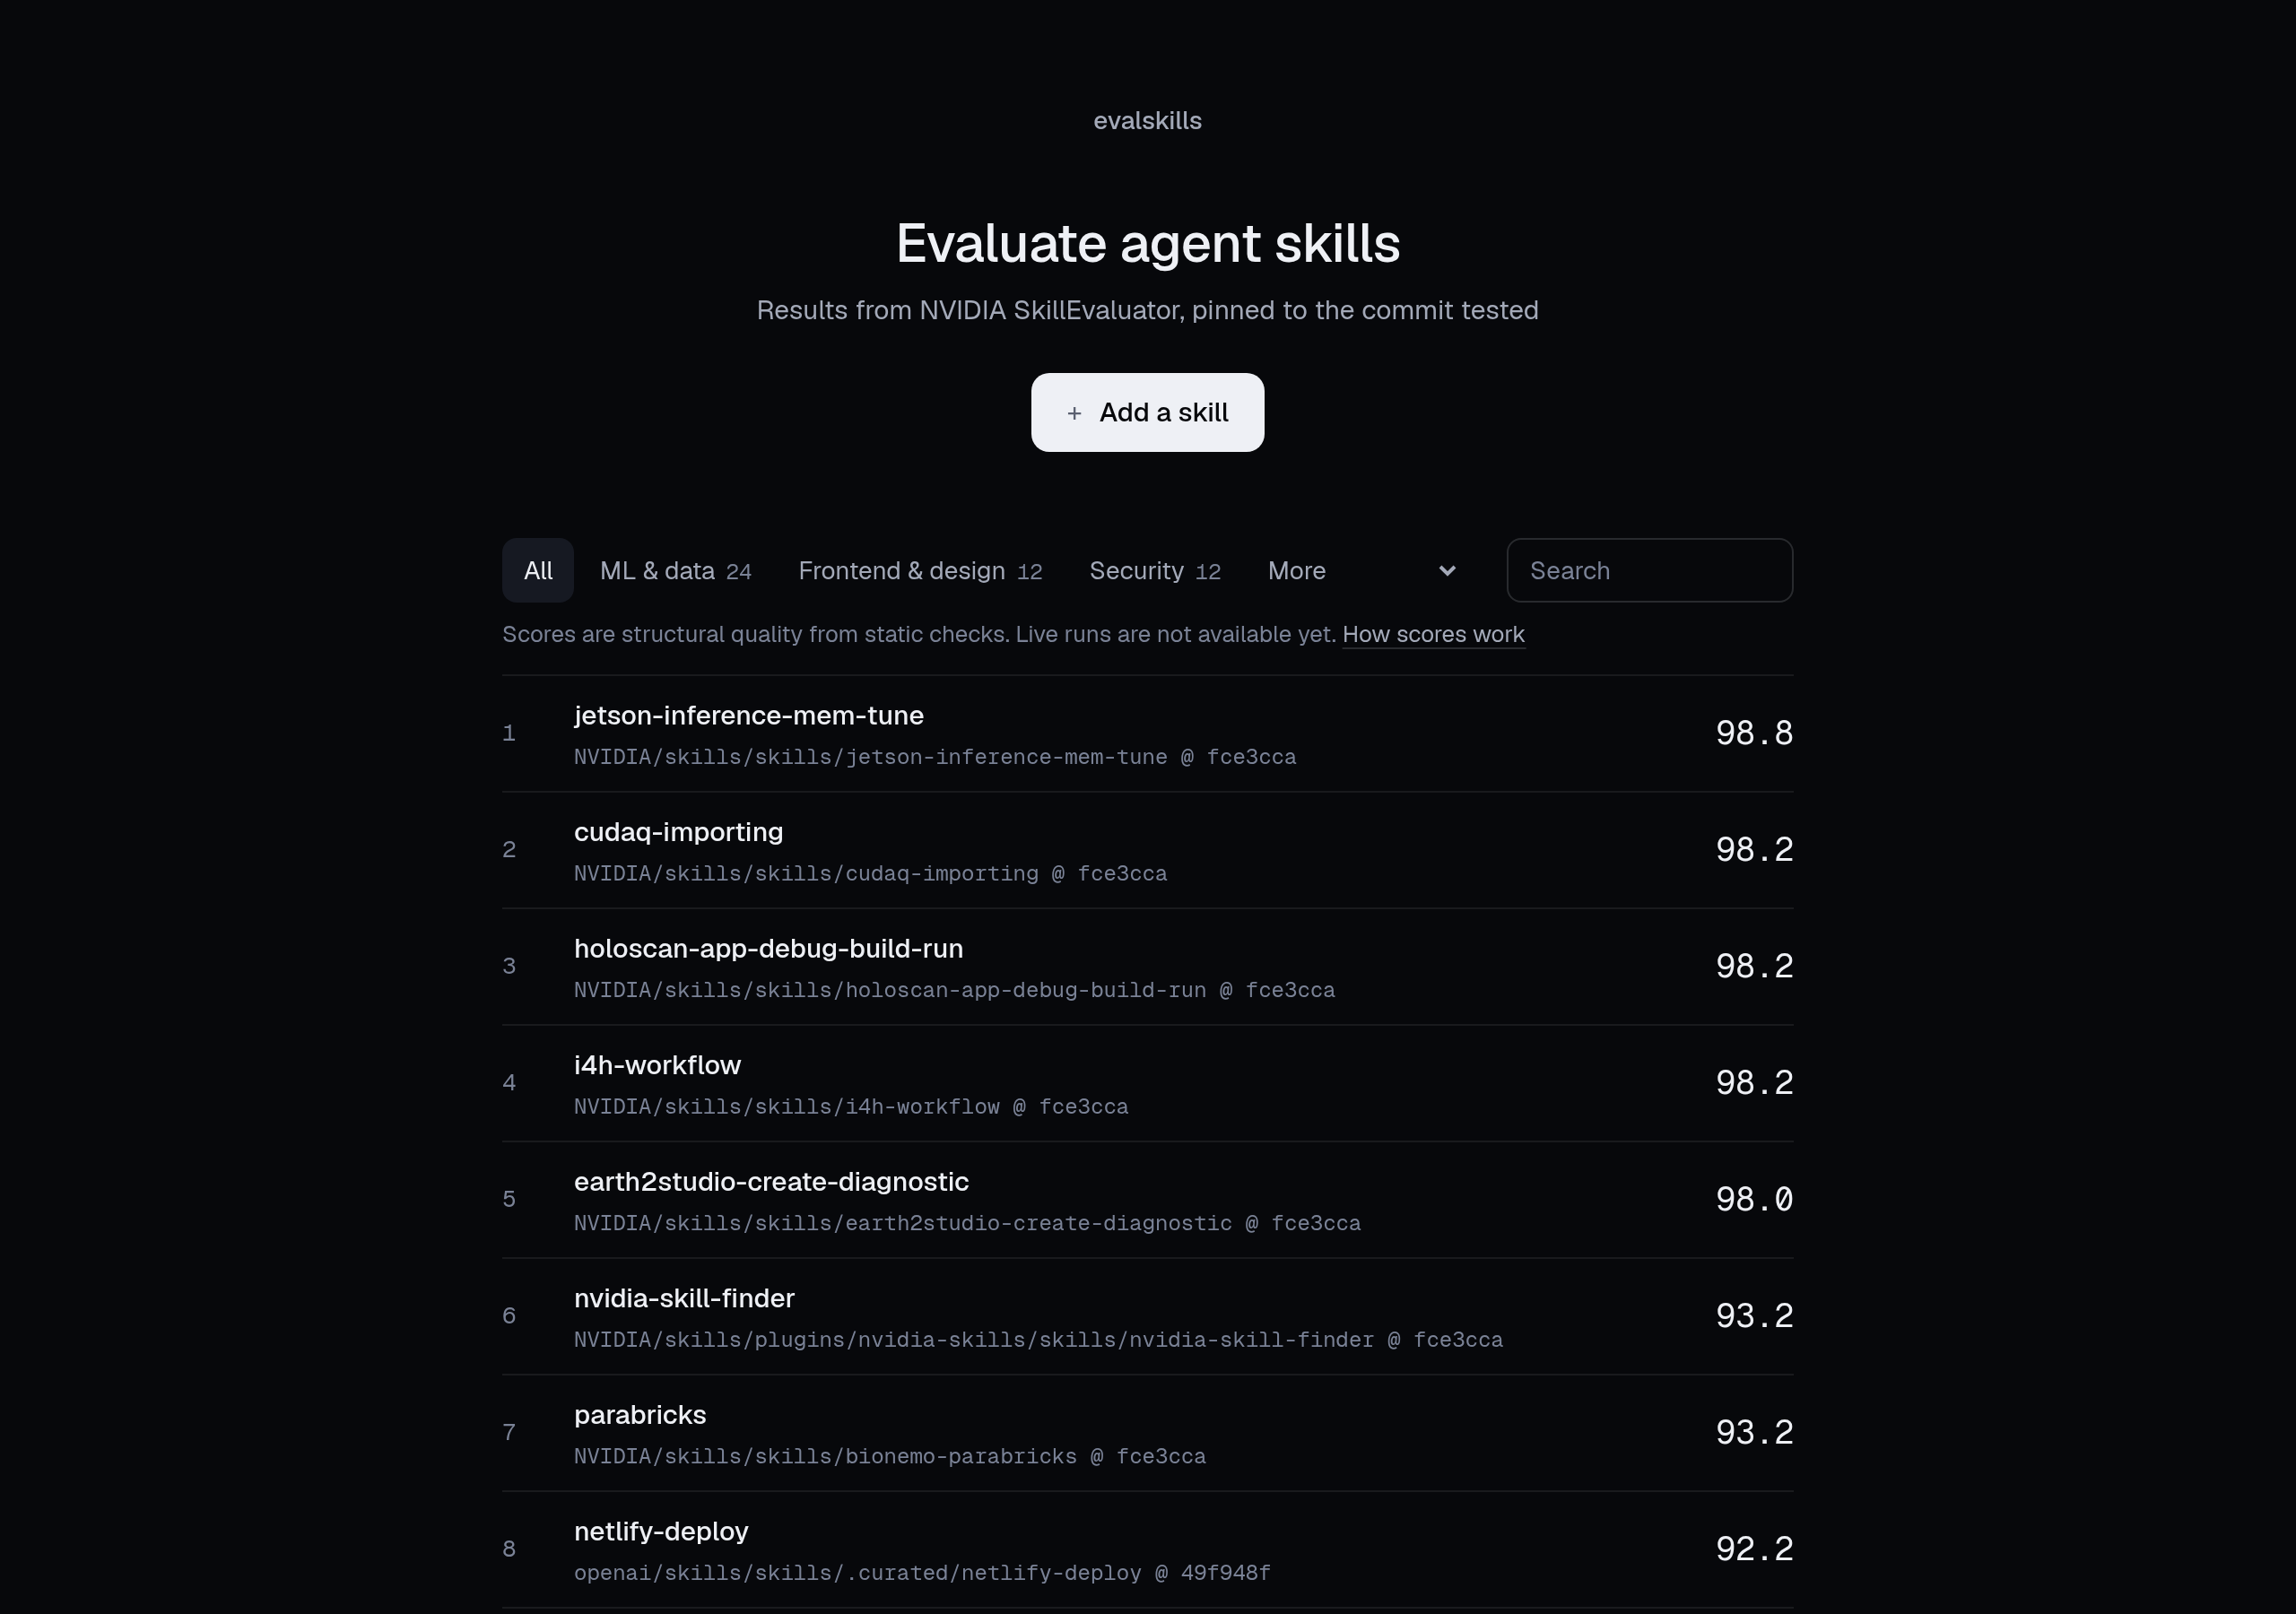 evalskills
Evaluate agent skills
Results from NVIDIA SkillEvaluator, pinned to the commit tested
+ Add a skill
All ML & data 24 Frontend & design 12 Security 12 More Search
Scores are structural quality from static checks. Live runs are not available yet. How scores work
1 jetson-inference-mem-tune 98.8
NVIDIA/skills/skills/jetson-inference-mem-tune @ fce3cca
2 cudaq-importing 98.2
NVIDIA/skills/skills/cudaq-importing @ fce3cca
3 holoscan-app-debug-build-run 98.2
NVIDIA/skills/skills/holoscan-app-debug-build-run @ fce3cca
4 i4h-workflow 98.2
NVIDIA/skills/skills/i4h-workflow @ fce3cca
5 earth2studio-create-diagnostic 98.0
NVIDIA/skills/skills/earth2studio-create-diagnostic @ fce3cca
6 nvidia-skill-finder 93.2
NVIDIA/skills/plugins/nvidia-skills/skills/nvidia-skill-finder @ fce3cca
7 parabricks 93.2
NVIDIA/skills/skills/bionemo-parabricks @ fce3cca
8 netlify-deploy 92.2
openai/skills/skills/.curated/netlify-deploy @ 49f948f